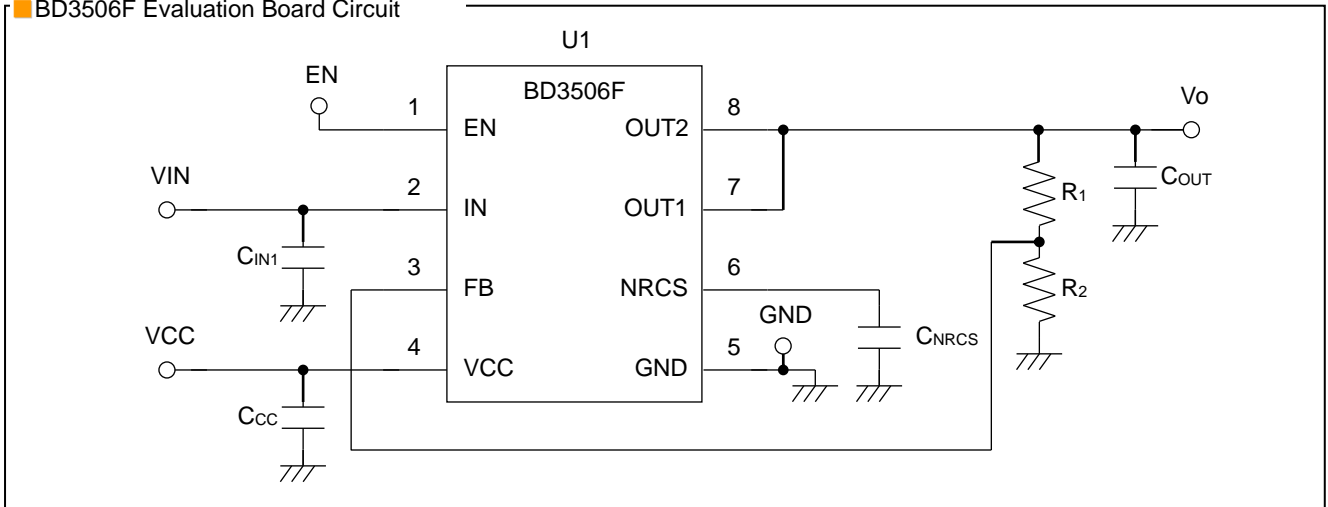 BD3506F Evaluation Board Circuit
U1
BD3506F
EN
1
EN
VIN
2
IN
CIN1
3
FB
VCC
4
VCC
CCC
OUT2
8
OUT1
7
NRCS
6
GND
5
GND
CNRCS
Vo
R1
COUT
R2